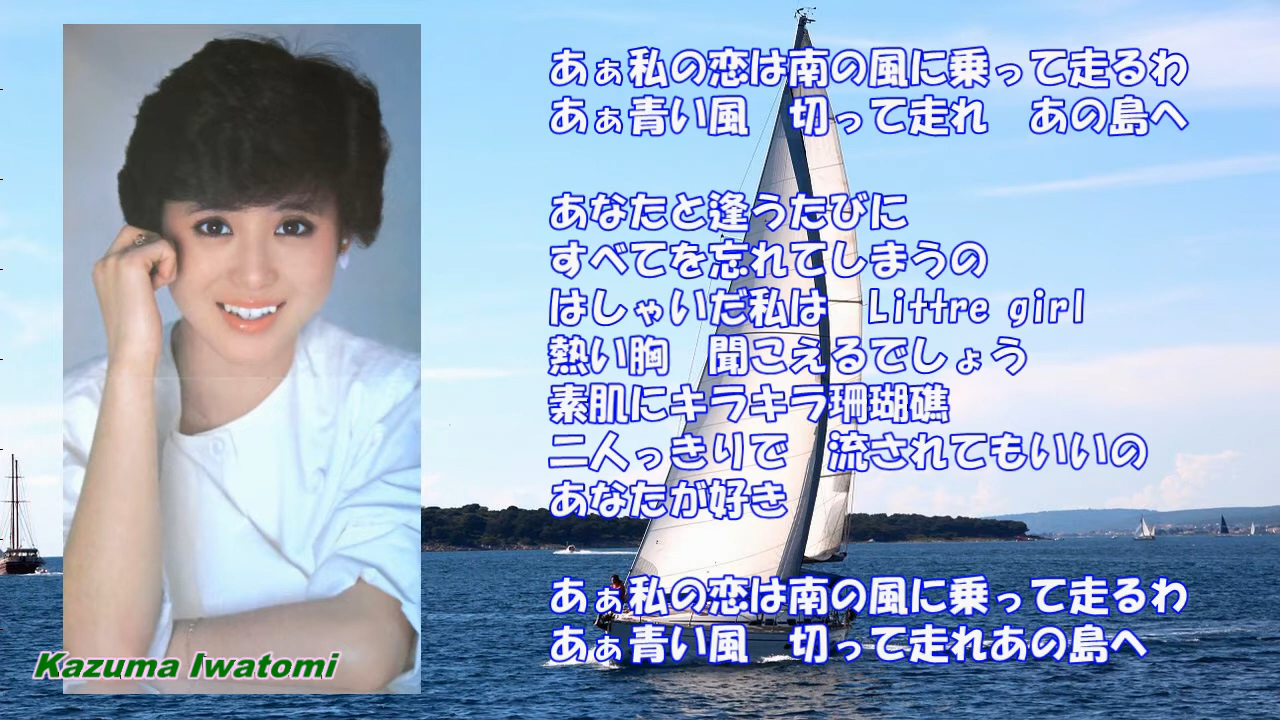 あぁ私の恋は南の風に乗って走るわ
あぁ青い風　切って走れ　あの島へ
あなたと逢うたびに
すべてを忘れてしまうの
はしゃいだ私は　Littre girl
熱い胸　聞こえるでしょう
素肌にキラキラ珊瑚礁
二人っきりで　流されてもいいの
あなたが好き
あぁ私の恋は南の風に乗って走るわ
あぁ青い風　切って走れあの島へ
Kazuma Iwatomi